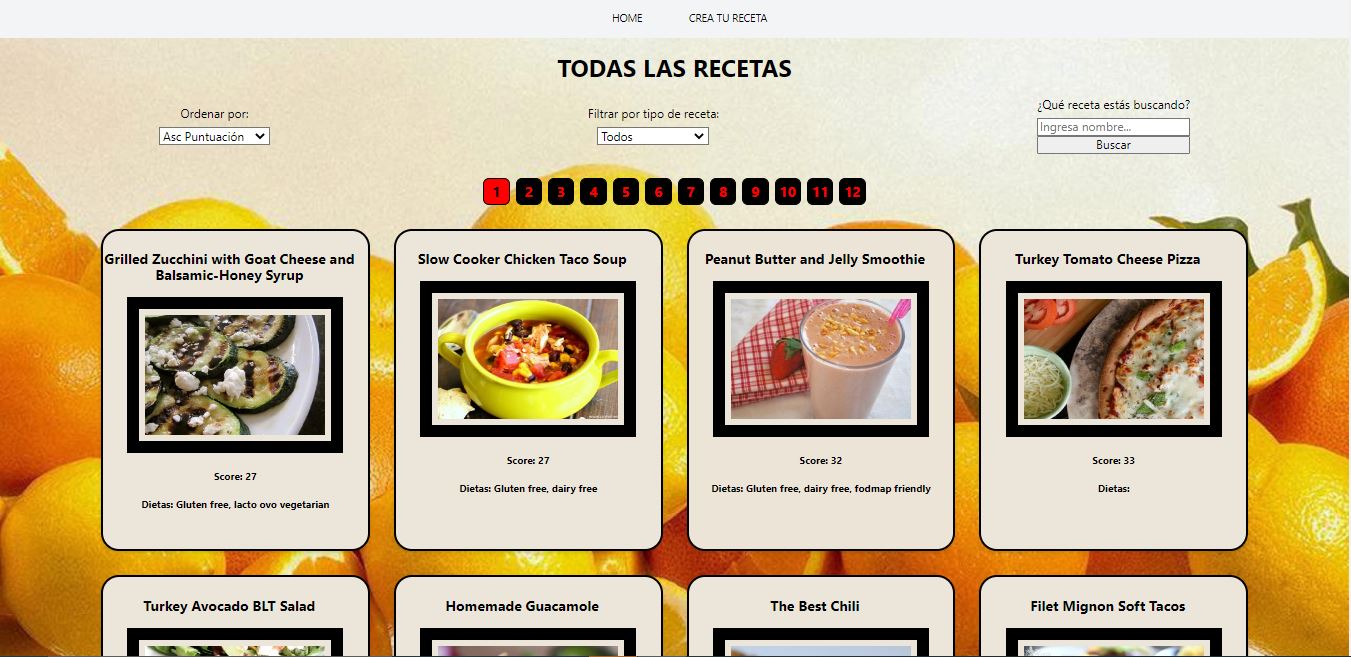 HOME CREA TU RECETA
TODAS LAS RECETAS
Ordenar por:
Asc Puntuación
Filtrar por tipo de receta:
Todos
¿Qué receta estás buscando?
Ingresa nombre...
Buscar
1 2 3 4 5 6 7 8 9 10 11 12
Grilled Zucchini with Goat Cheese and
Balsamic-Honey Syrup
Score: 27
Dietas: Gluten free, lacto ovo vegetarian
Slow Cooker Chicken Taco Soup
Score: 27
Dietas: Gluten free, dairy free
Peanut Butter and Jelly Smoothie
Score: 32
Dietas: Gluten free, dairy free, fodmap friendly
Turkey Tomato Cheese Pizza
Score: 33
Dietas:
Turkey Avocado BLT Salad
Homemade Guacamole
The Best Chili
Filet Mignon Soft Tacos